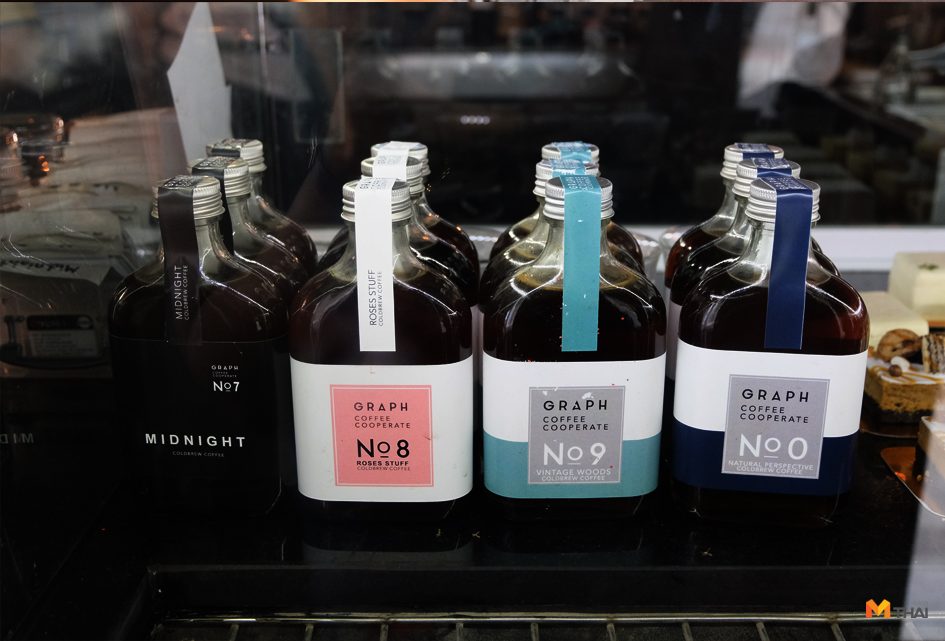 MIDNIGHT
COLDBREW COFFEE
GRAPH
COFFEE
COOPERATE
No7
MIDNIGHT
COLDBREW COFFEE
ROSES STUFF
COLDBREW COFFEE
GRAPH
COFFEE
COOPERATE
No8
ROSES STUFF
COLDBREW COFFEE
GRAPH
COFFEE
COOPERATE
No9
VINTAGE WOODS
COLDBREW COFFEE
GRAPH
COFFEE
COOPERATE
No0
NATURAL PERSPECTIVE
COLDBREW COFFEE
MTHAI